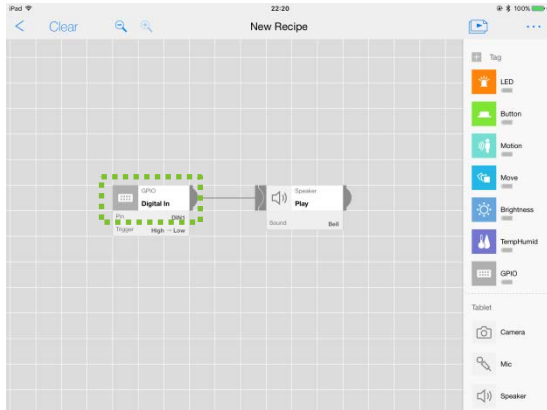 iPad 22:20 100%
Clear New Recipe
Tag
LED
Button
Motion
Move
Brightness
TempHumid
GPIO
Tablet
Camera
Mic
Speaker
GPIO
Digital In
Pin DIN1
Trigger High → Low
Speaker
Play
Sound Bell